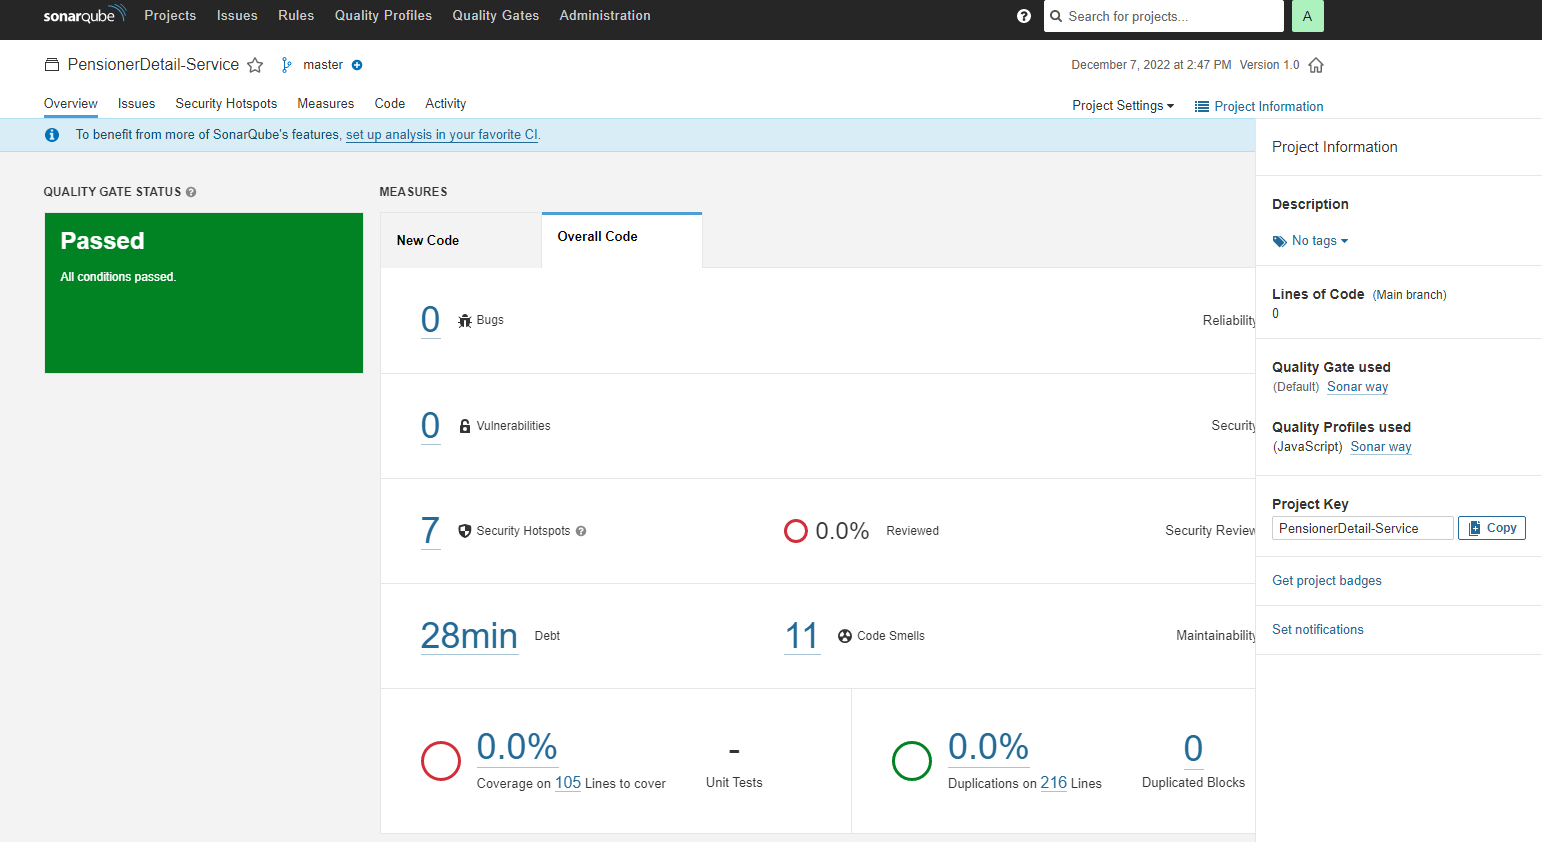 sonarqube Projects Issues Rules Quality Profiles Quality Gates Administration ? Search for projects... A
PensionerDetail-Service master December 7, 2022 at 2:47 PM Version 1.0
Overview Issues Security Hotspots Measures Code Activity Project Settings Project Information
To benefit from more of SonarQube's features, set up analysis in your favorite CI.
QUALITY GATE STATUS ?
Passed
All conditions passed.
MEASURES
New Code Overall Code
0 Bugs Reliability
0 Vulnerabilities Security
7 Security Hotspots ? 0.0% Reviewed Security Review
28min Debt 11 Code Smells Maintainability
0.0%
Coverage on 105 Lines to cover
-
Unit Tests
0.0%
Duplications on 216 Lines
0
Duplicated Blocks
Project Information
Description
No tags
Lines of Code (Main branch)
0
Quality Gate used
(Default) Sonar way
Quality Profiles used
(JavaScript) Sonar way
Project Key
PensionerDetail-Service Copy
Get project badges
Set notifications